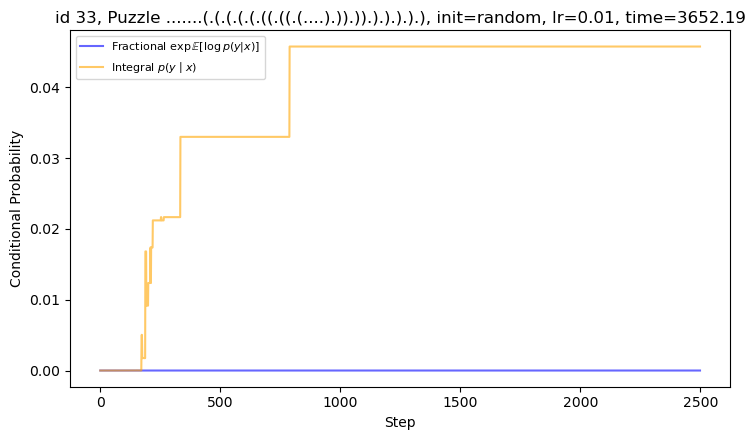 id 33, Puzzle .......(.(.(.(.(.((.((.(....).)).)).).).).).), init=random, lr=0.01, time=3652.19
Fractional exp𝔼[log p(y|x)]
Integral p(y | x)
Conditional Probability
0.04
0.03
0.02
0.01
0.00
0
500
1000
1500
2000
2500
Step